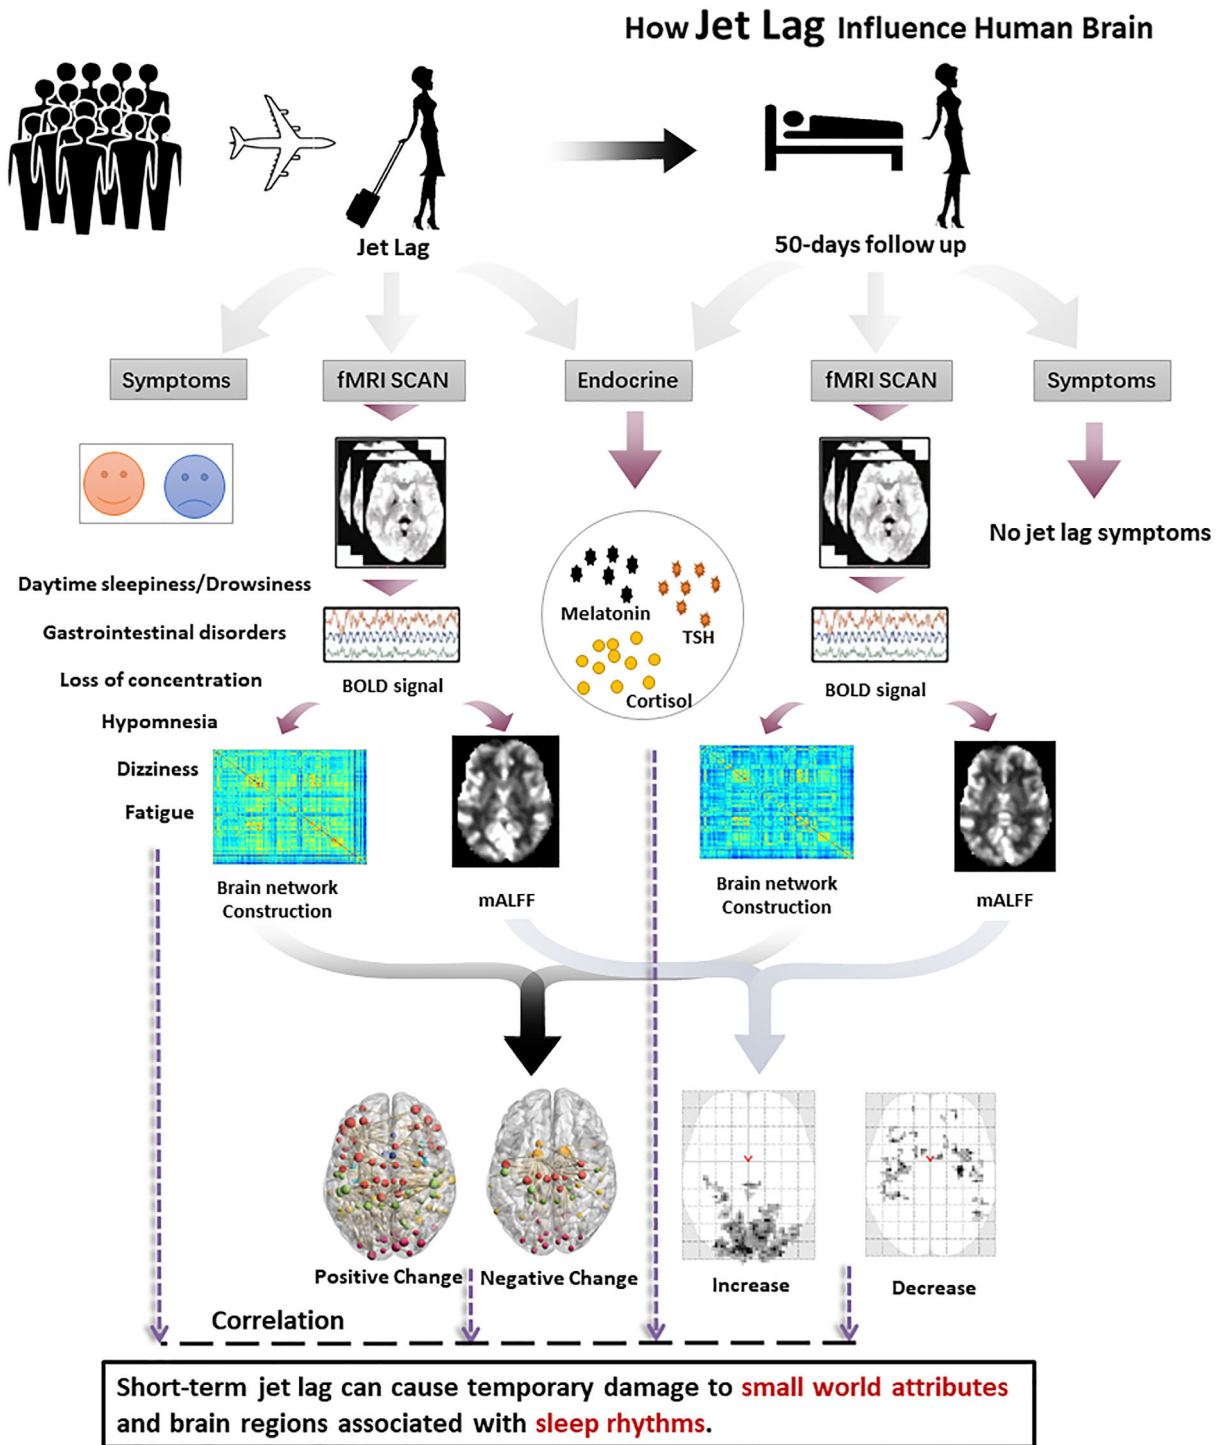 How Jet Lag Influence Human Brain
Jet Lag
50-days follow up
Symptoms
fMRI SCAN
Endocrine
fMRI SCAN
Symptoms
No jet lag symptoms
Daytime sleepiness/Drowsiness
Gastrointestinal disorders
Loss of concentration
Hypomnesia
Dizziness
Fatigue
BOLD signal
Melatonin
TSH
Cortisol
BOLD signal
Brain network
Construction
mALFF
Brain network
Construction
mALFF
Positive Change
Negative Change
Increase
Decrease
Correlation
Short-term jet lag can cause temporary damage to small world attributes
and brain regions associated with sleep rhythms.